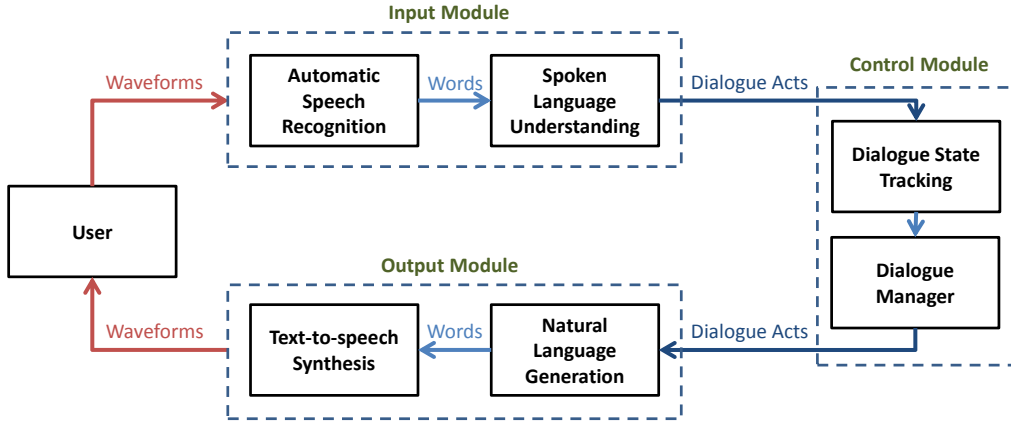 Input Module
Waveforms
Automatic
Speech
Recognition
Words
Spoken
Language
Understanding
Dialogue Acts
Control Module
Dialogue State
Tracking
User
Dialogue
Manager
Output Module
Waveforms
Text-to-speech
Synthesis
Words
Natural
Language
Generation
Dialogue Acts